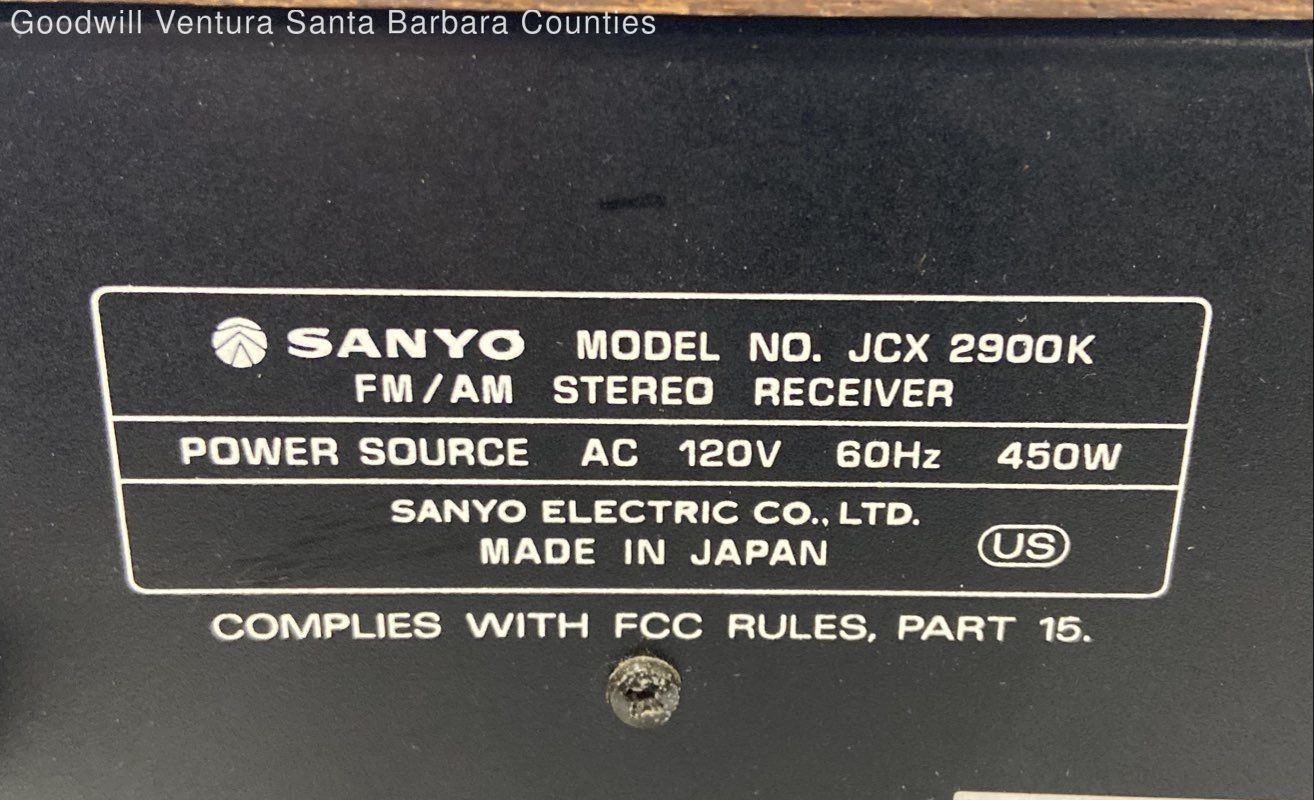 Goodwill Ventura Santa Barbara Counties
SANYO MODEL NO. JCX 2900K
FM/AM STEREO RECEIVER
POWER SOURCE AC 120V 60Hz 450W
SANYO ELECTRIC CO., LTD.
MADE IN JAPAN US
COMPLIES WITH FCC RULES, PART 15.